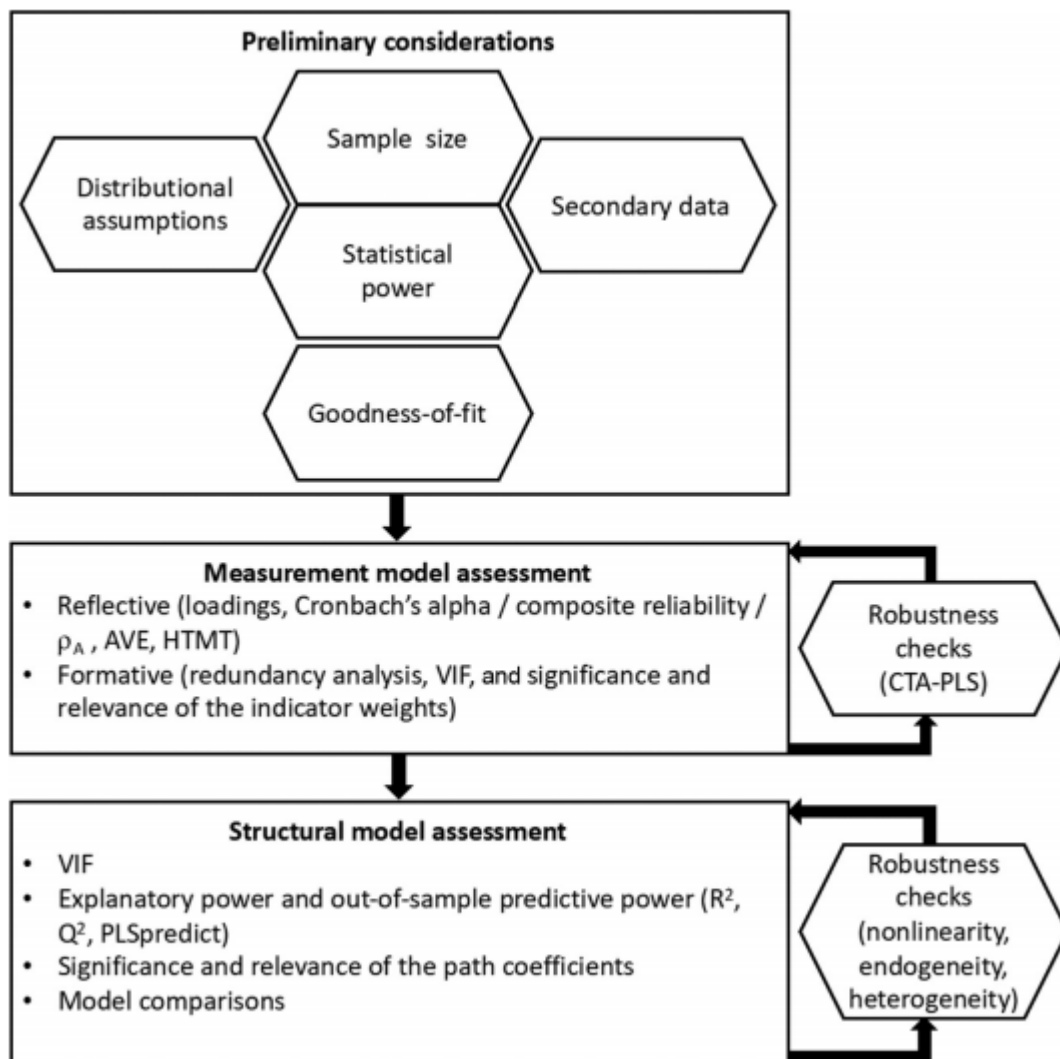 Preliminary considerations
Sample size
Distributional
assumptions
Secondary data
Statistical
power
Goodness-of-fit
Measurement model assessment
• Reflective (loadings, Cronbach's alpha / composite reliability /
ρA , AVE, HTMT)
• Formative (redundancy analysis, VIF, and significance and
relevance of the indicator weights)
Robustness
checks
(CTA-PLS)
Structural model assessment
• VIF
• Explanatory power and out-of-sample predictive power (R²,
Q², PLSpredict)
• Significance and relevance of the path coefficients
• Model comparisons
Robustness
checks
(nonlinearity,
endogeneity,
heterogeneity)